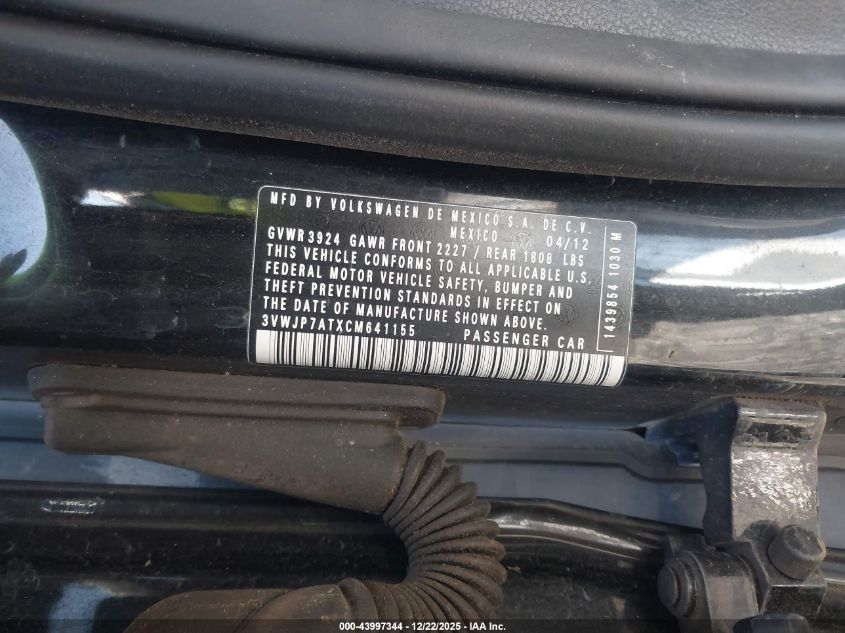 MFD BY VOLKSWAGEN DE MEXICO S.A. DE C.V.
MEXICO 04/12
GVWR 3924 GAWR FRONT 2227 / REAR 1808 LBS
THIS VEHICLE CONFORMS TO ALL APPLICABLE U.S.
FEDERAL MOTOR VEHICLE SAFETY, BUMPER AND
THEFT PREVENTION STANDARDS IN EFFECT ON
THE DATE OF MANUFACTURE SHOWN ABOVE.
3VWJP7ATXCM641155 PASSENGER CAR
1439854 1030 M
000-43997344 - 12/22/2025 - IAA Inc.